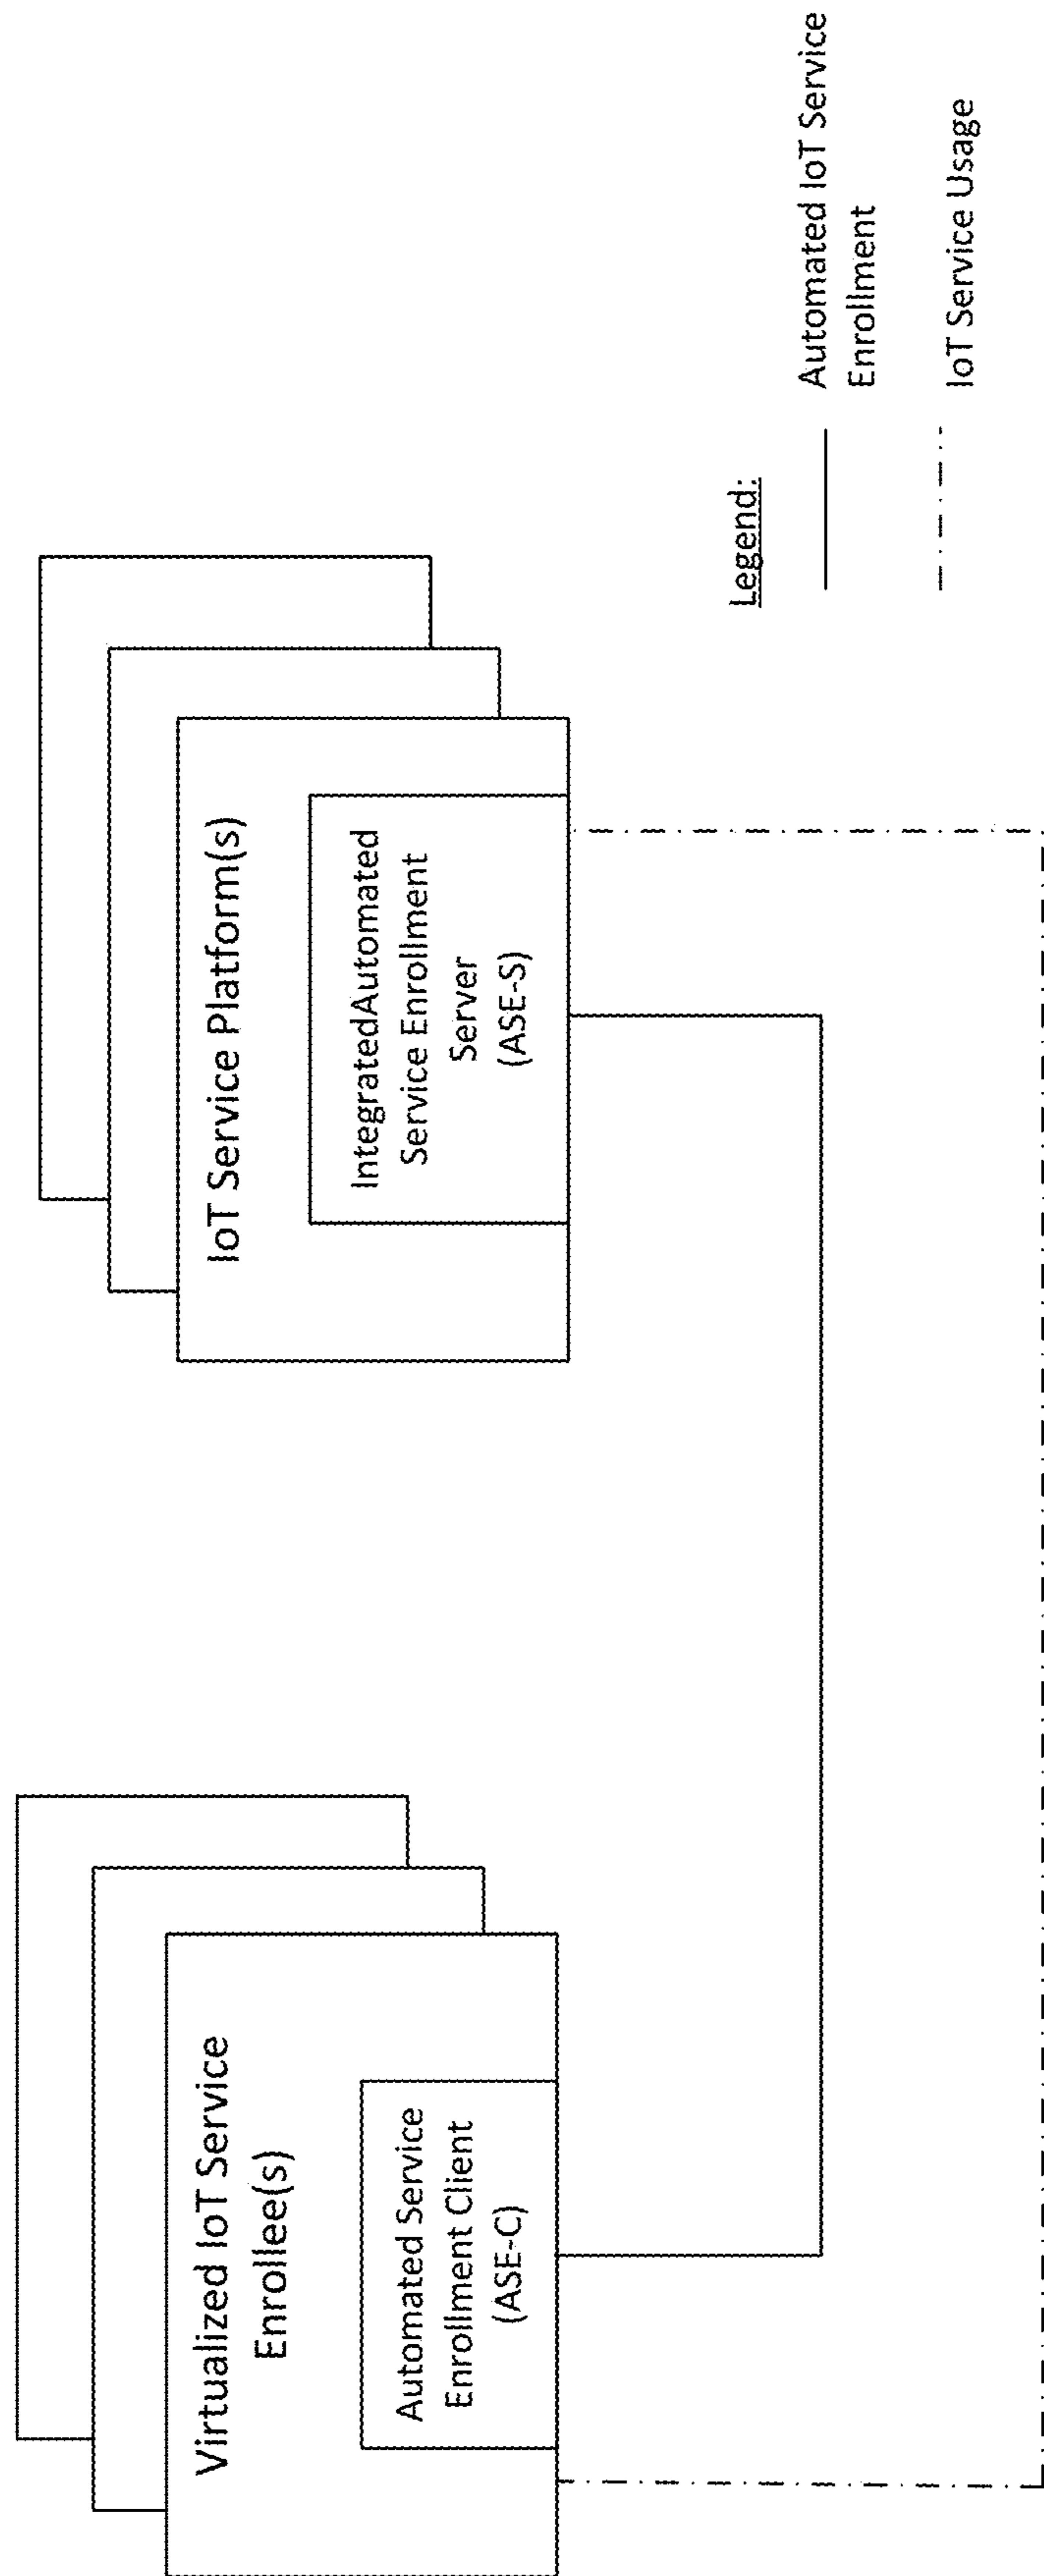 Virtualized IoT Service
Enrollee(s)
Automated Service
Enrollment Client
(ASE-C)
IoT Service Platform(s)
IntegratedAutomated
Service Enrollment
Server
(ASE-S)
Legend:
Automated IoT Service
Enrollment
IoT Service Usage